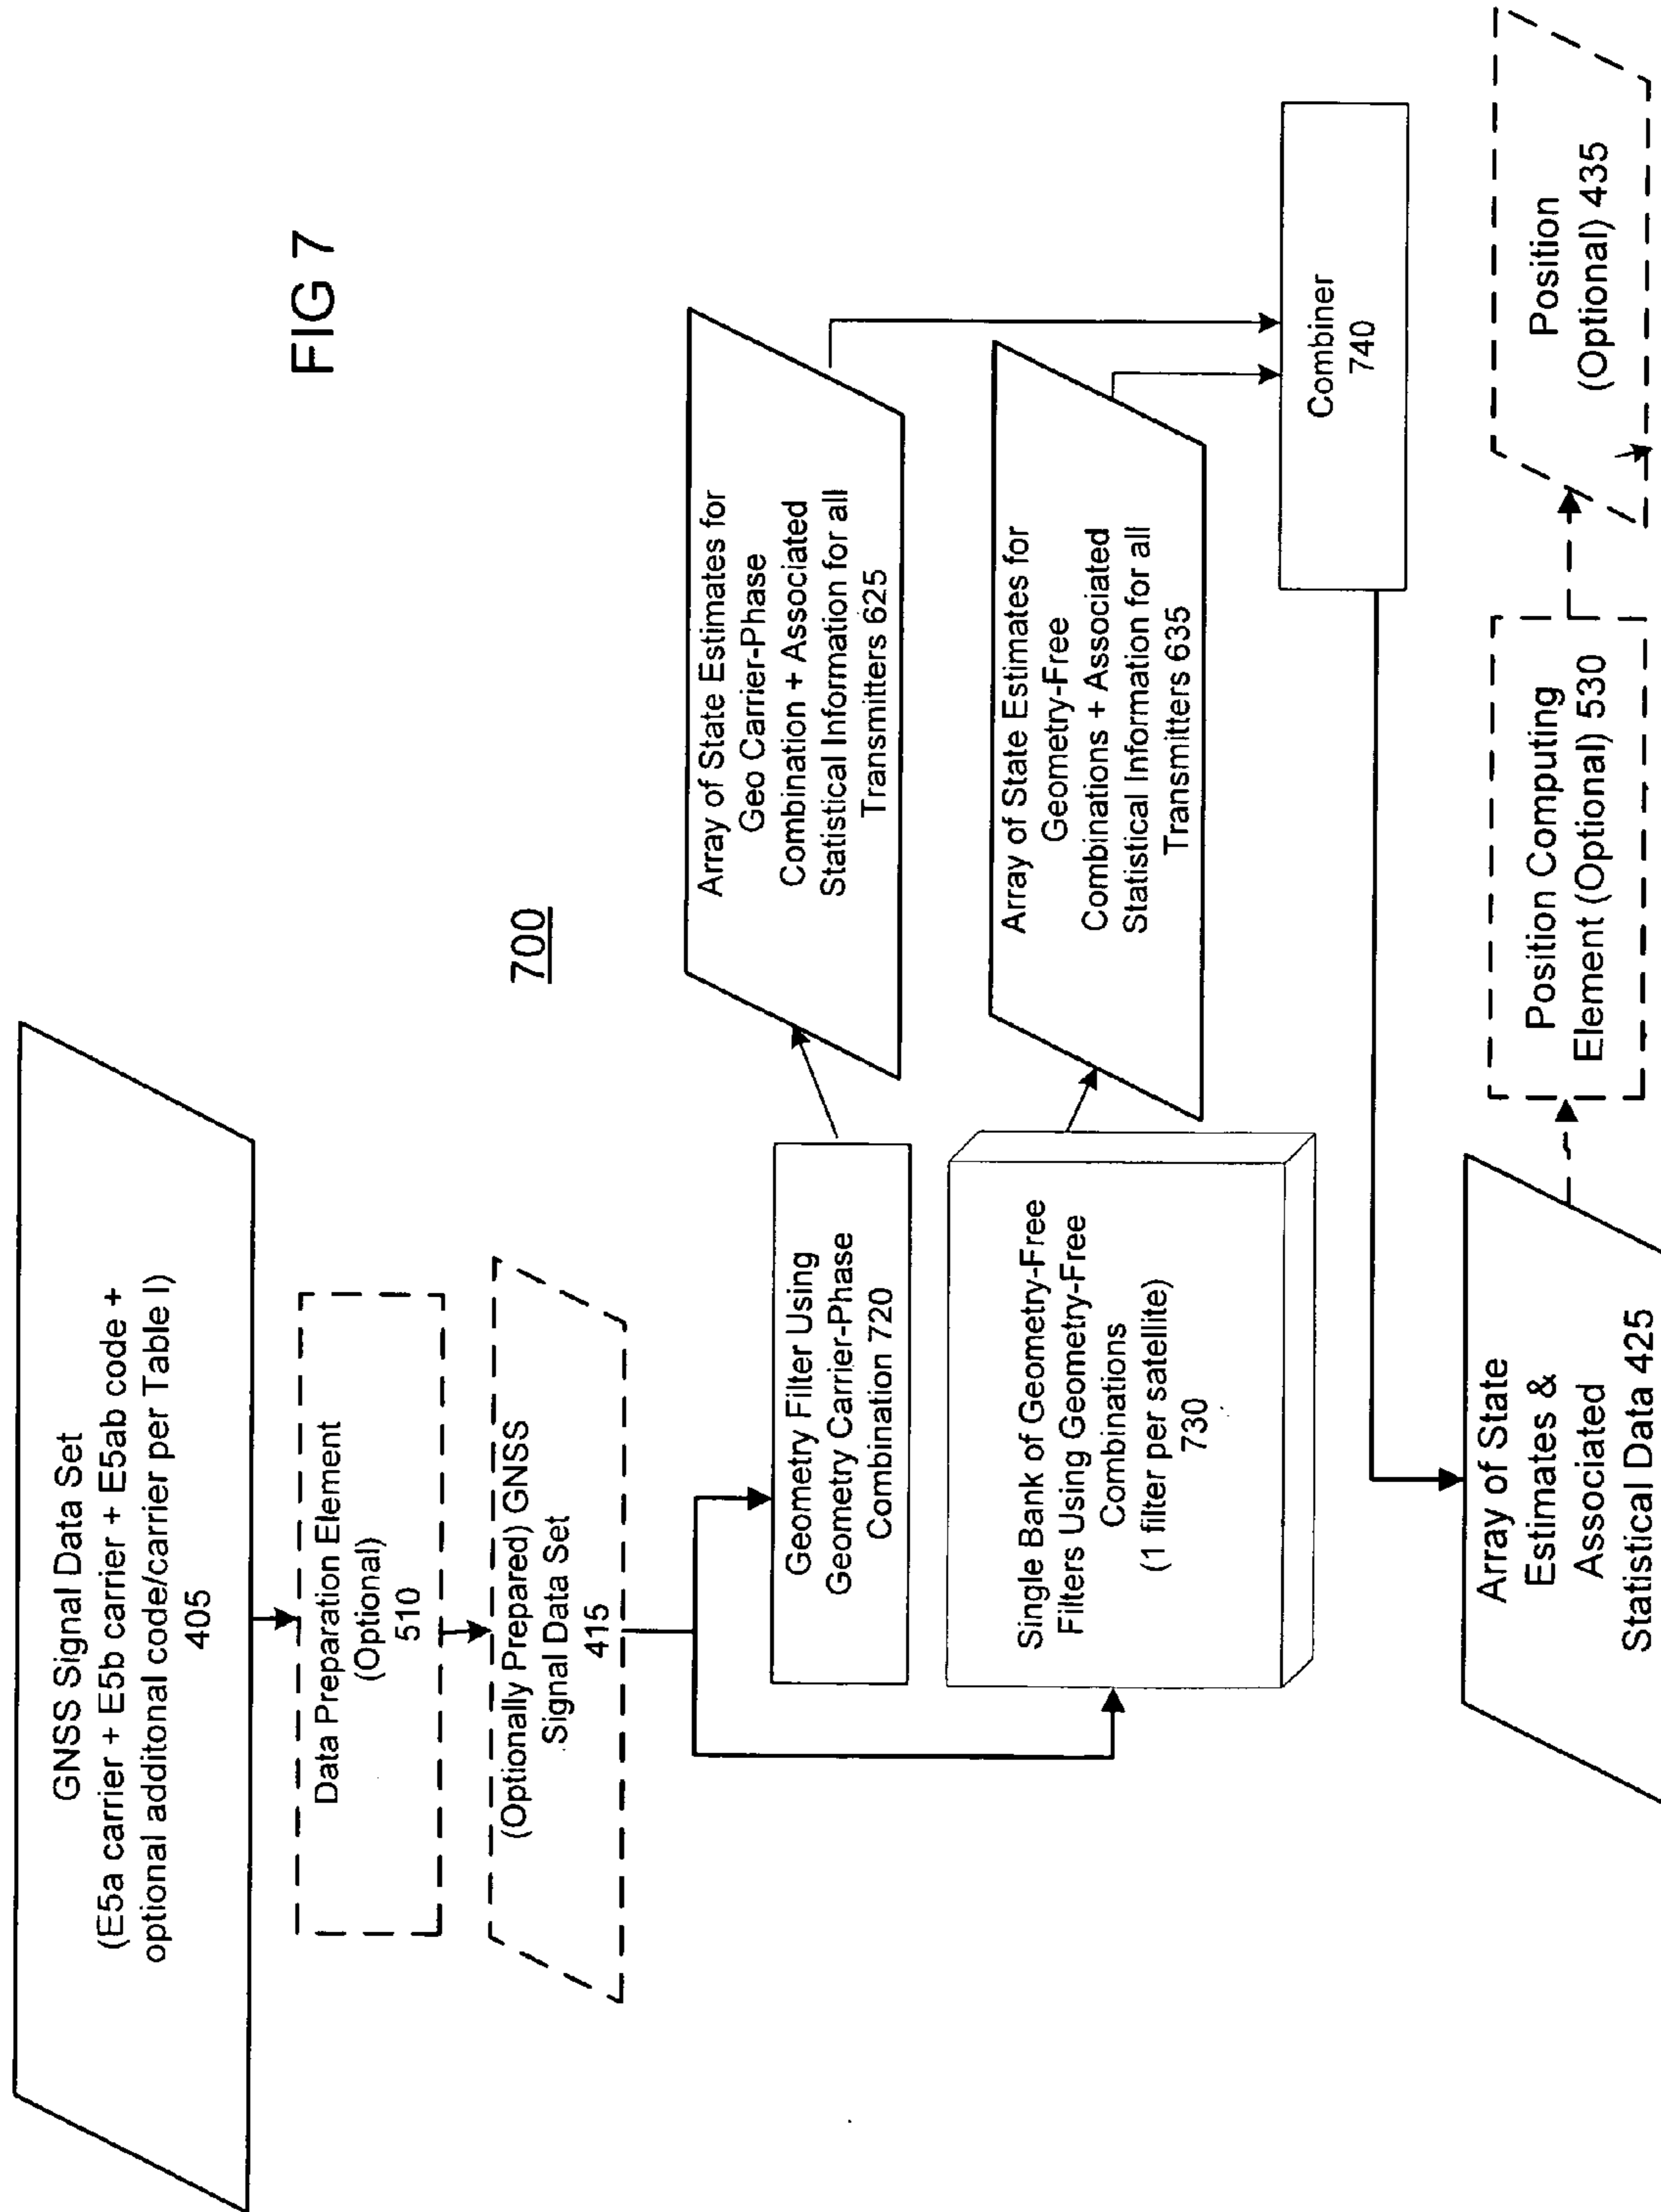 GNSS Signal Data Set
(E5a carrier + E5b carrier + E5ab code +
optional additonal code/carrier per Table I)
405
FIG 7
Data Preparation Element
(Optional)
510
(Optionally Prepared) GNSS
Signal Data Set
415
700
Geometry Filter Using
Geometry Carrier-Phase
Combination 720
Array of State Estimates for
Geo Carrier-Phase
Combination + Associated
Statistical Information for all
Transmitters 625
Single Bank of Geometry-Free
Filters Using Geometry-Free
Combinations
(1 filter per satellite)
730
Array of State Estimates for
Geometry-Free
Combinations + Associated
Statistical Information for all
Transmitters 635
Combiner
740
Array of State
Estimates &
Associated
Statistical Data 425
Position Computing
Element (Optional) 530
Position
(Optional) 435